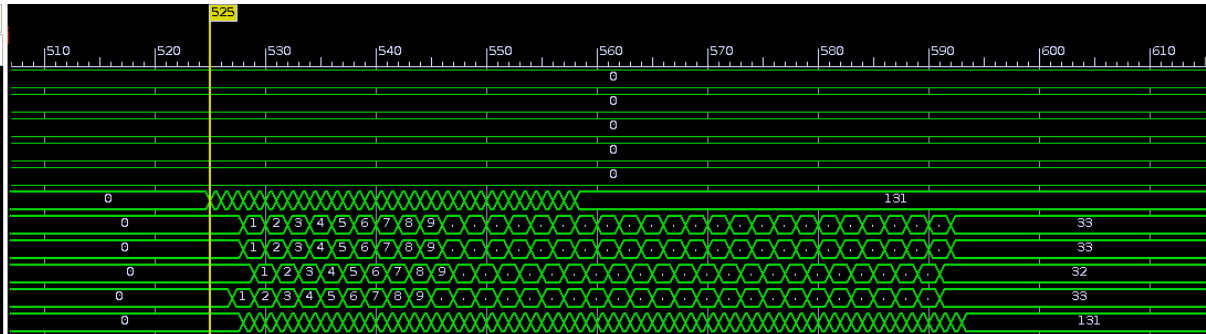 525
510 520 530 540 550 560 570 580 590 600 610
0
0
0
0
0
0 131
0 1 2 3 4 5 6 7 8 9 . . . . . . . . . . . . . . . . . . . . . . . 33
0 1 2 3 4 5 6 7 8 9 . . . . . . . . . . . . . . . . . . . . . . . 33
0 1 2 3 4 5 6 7 8 9 . . . . . . . . . . . . . . . . . . . . . . 32
0 1 2 3 4 5 6 7 8 9 . . . . . . . . . . . . . . . . . . . . . . . 33
0 131